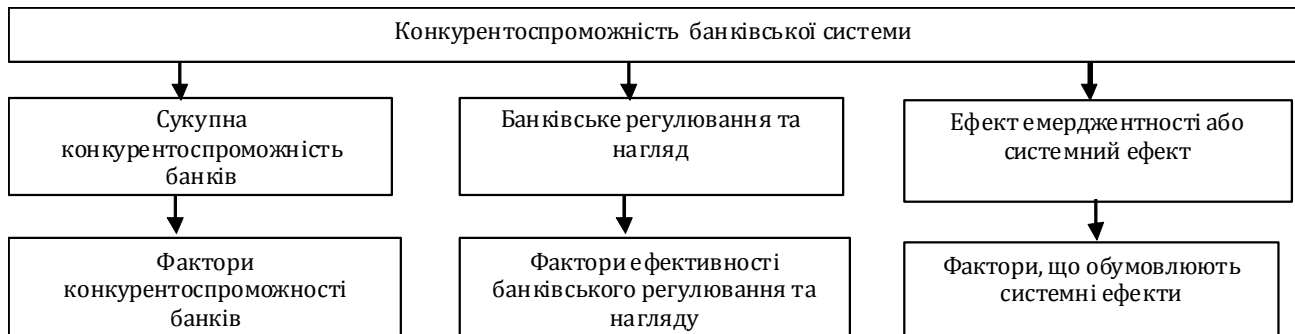 Конкурентоспроможність банківської системи
Сукупна
конкурентоспроможність
банків
Банківське регулювання та
нагляд
Ефект емерджентності або
системний ефект
Фактори
конкурентоспроможності
банків
Фактори ефективності
банківського регулювання та
нагляду
Фактори, що обумовлюють
системні ефекти